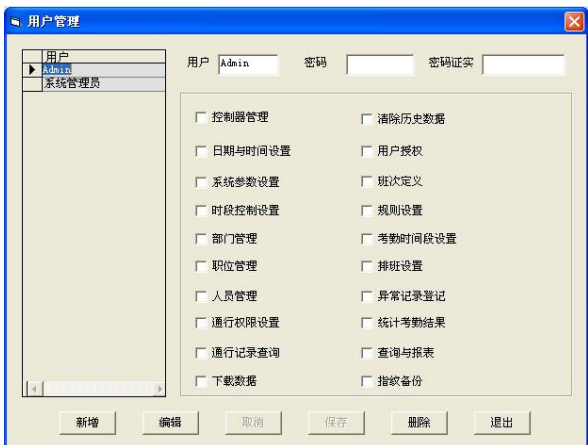 用户管理
用户
Admin
系统管理员
用户 Admin 密码 密码证实
控制器管理 清除历史数据
日期与时间设置 用户授权
系统参数设置 班次定义
时段控制设置 规则设置
部门管理 考勤时间段设置
职位管理 排班设置
人员管理 异常记录登记
通行权限设置 统计考勤结果
通行记录查询 查询与报表
下载数据 指纹备份
新增 编辑 取消 保存 删除 退出